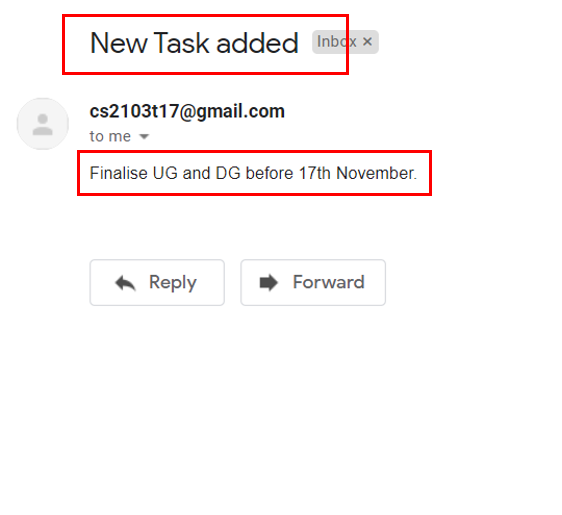 New Task added Inbox ×
cs2103t17@gmail.com
to me
Finalise UG and DG before 17th November.
Reply Forward